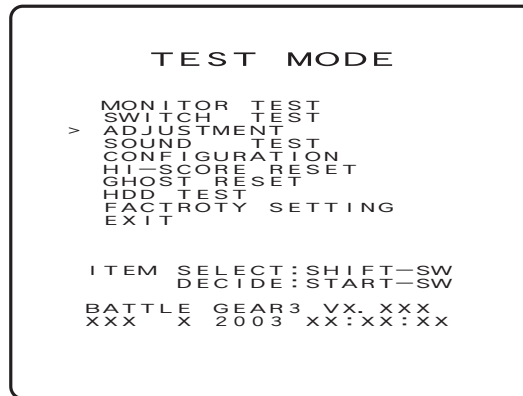 TEST MODE
MONITOR TEST
SWITCH TEST
> ADJUSTMENT
SOUND TEST
CONFIGURATION
HI-SCORE RESET
GHOST RESET
HDD TEST
FACTROTY SETTING
EXIT
ITEM SELECT:SHIFT-SW
DECIDE:START-SW
BATTLE GEAR3 VX. XXX
XXX X 2003 XX:XX:XX